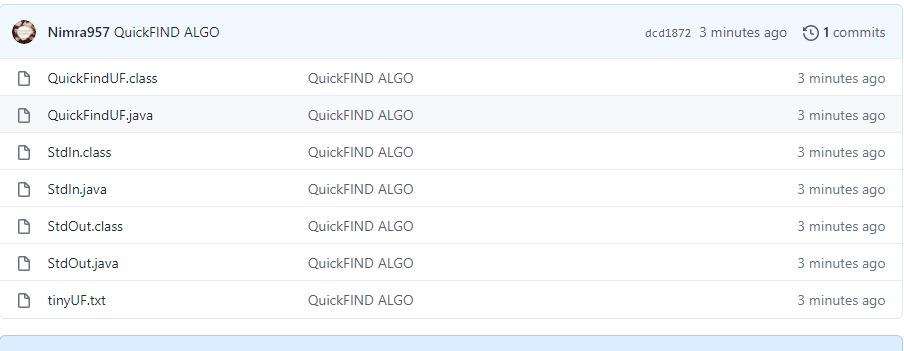 Nimra957 QuickFIND ALGO dcd1872 3 minutes ago 1 commits
QuickFindUF.class QuickFIND ALGO 3 minutes ago
QuickFindUF.java QuickFIND ALGO 3 minutes ago
StdIn.class QuickFIND ALGO 3 minutes ago
StdIn.java QuickFIND ALGO 3 minutes ago
StdOut.class QuickFIND ALGO 3 minutes ago
StdOut.java QuickFIND ALGO 3 minutes ago
tinyUF.txt QuickFIND ALGO 3 minutes ago